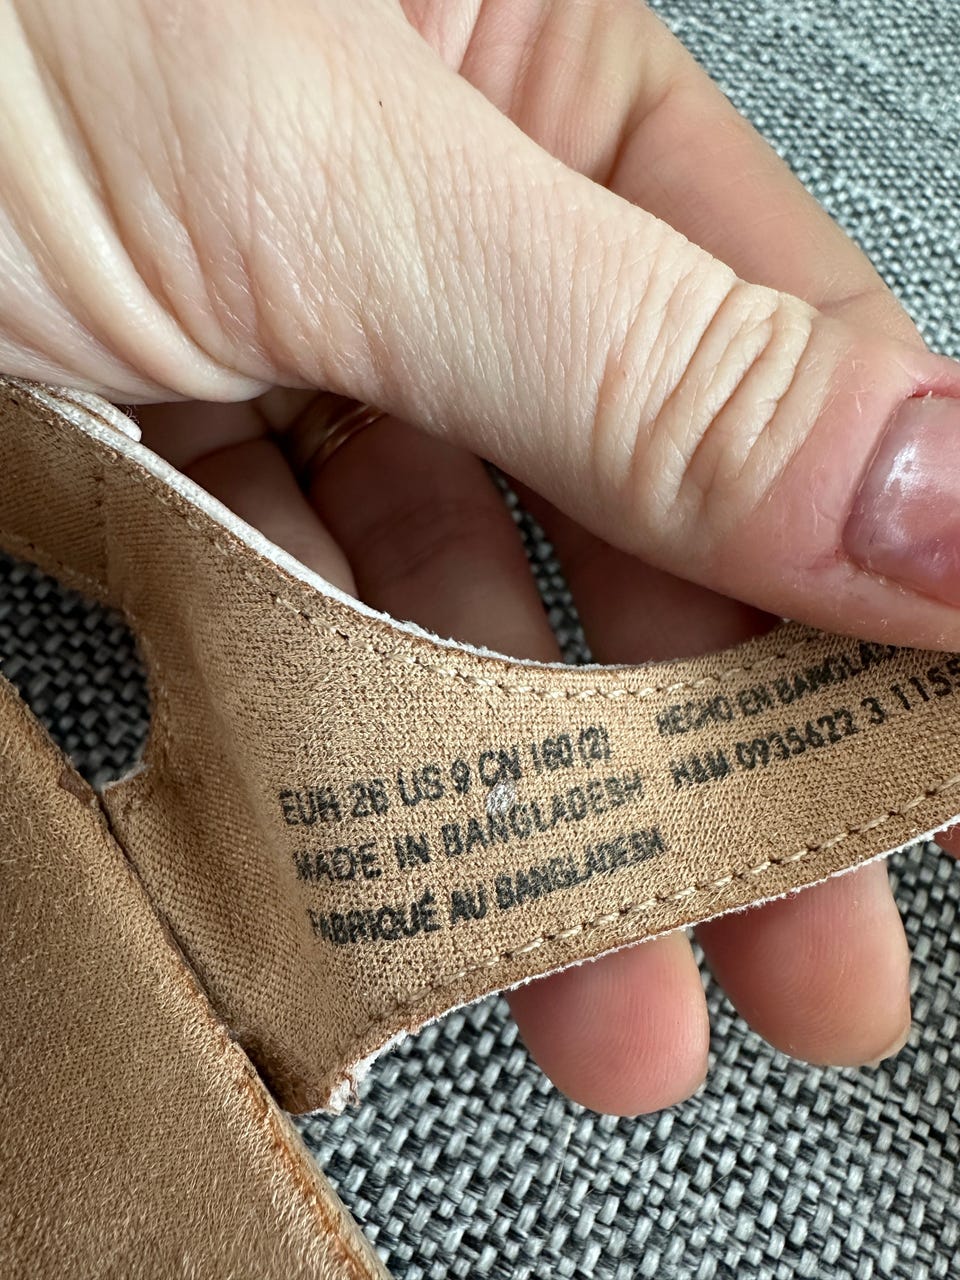 EUR 26 US 9 CN 160 (2)
MADE IN BANGLADESH
FABRIQUÉ AU BANGLADESH
HECHO EN BANGLA
H&M 0935622 3 1155